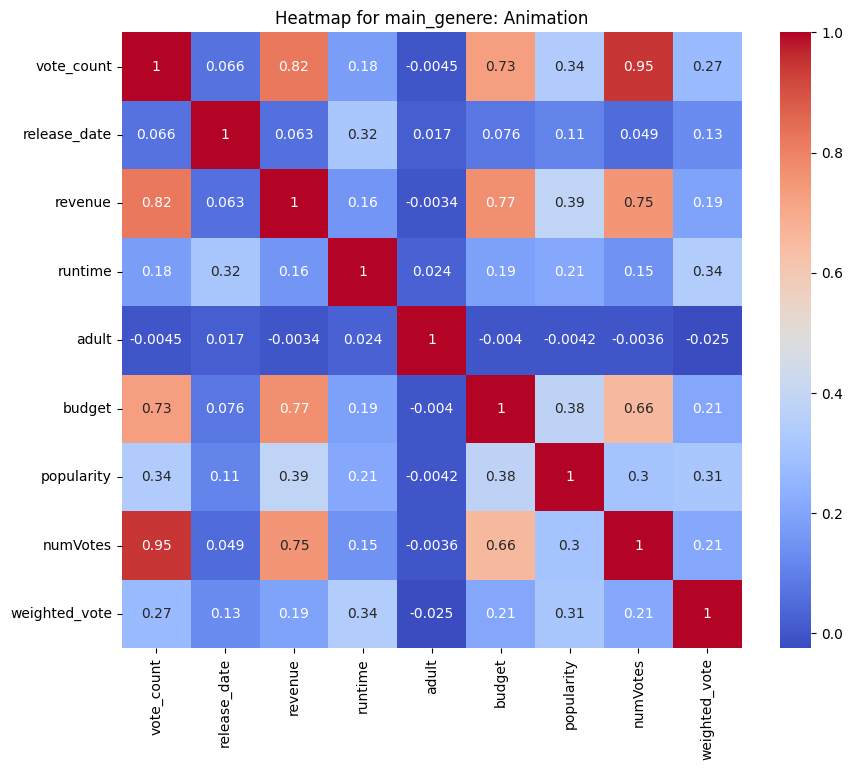 Heatmap for main_genere: Animation
vote_count 1 0.066 0.82 0.18 -0.0045 0.73 0.34 0.95 0.27
release_date 0.066 1 0.063 0.32 0.017 0.076 0.11 0.049 0.13
revenue 0.82 0.063 1 0.16 -0.0034 0.77 0.39 0.75 0.19
runtime 0.18 0.32 0.16 1 0.024 0.19 0.21 0.15 0.34
adult -0.0045 0.017 -0.0034 0.024 1 -0.004 -0.0042 -0.0036 -0.025
budget 0.73 0.076 0.77 0.19 -0.004 1 0.38 0.66 0.21
popularity 0.34 0.11 0.39 0.21 -0.0042 0.38 1 0.3 0.31
numVotes 0.95 0.049 0.75 0.15 -0.0036 0.66 0.3 1 0.21
weighted_vote 0.27 0.13 0.19 0.34 -0.025 0.21 0.31 0.21 1
vote_count release_date revenue runtime adult budget popularity numVotes weighted_vote
1.0
0.8
0.6
0.4
0.2
0.0